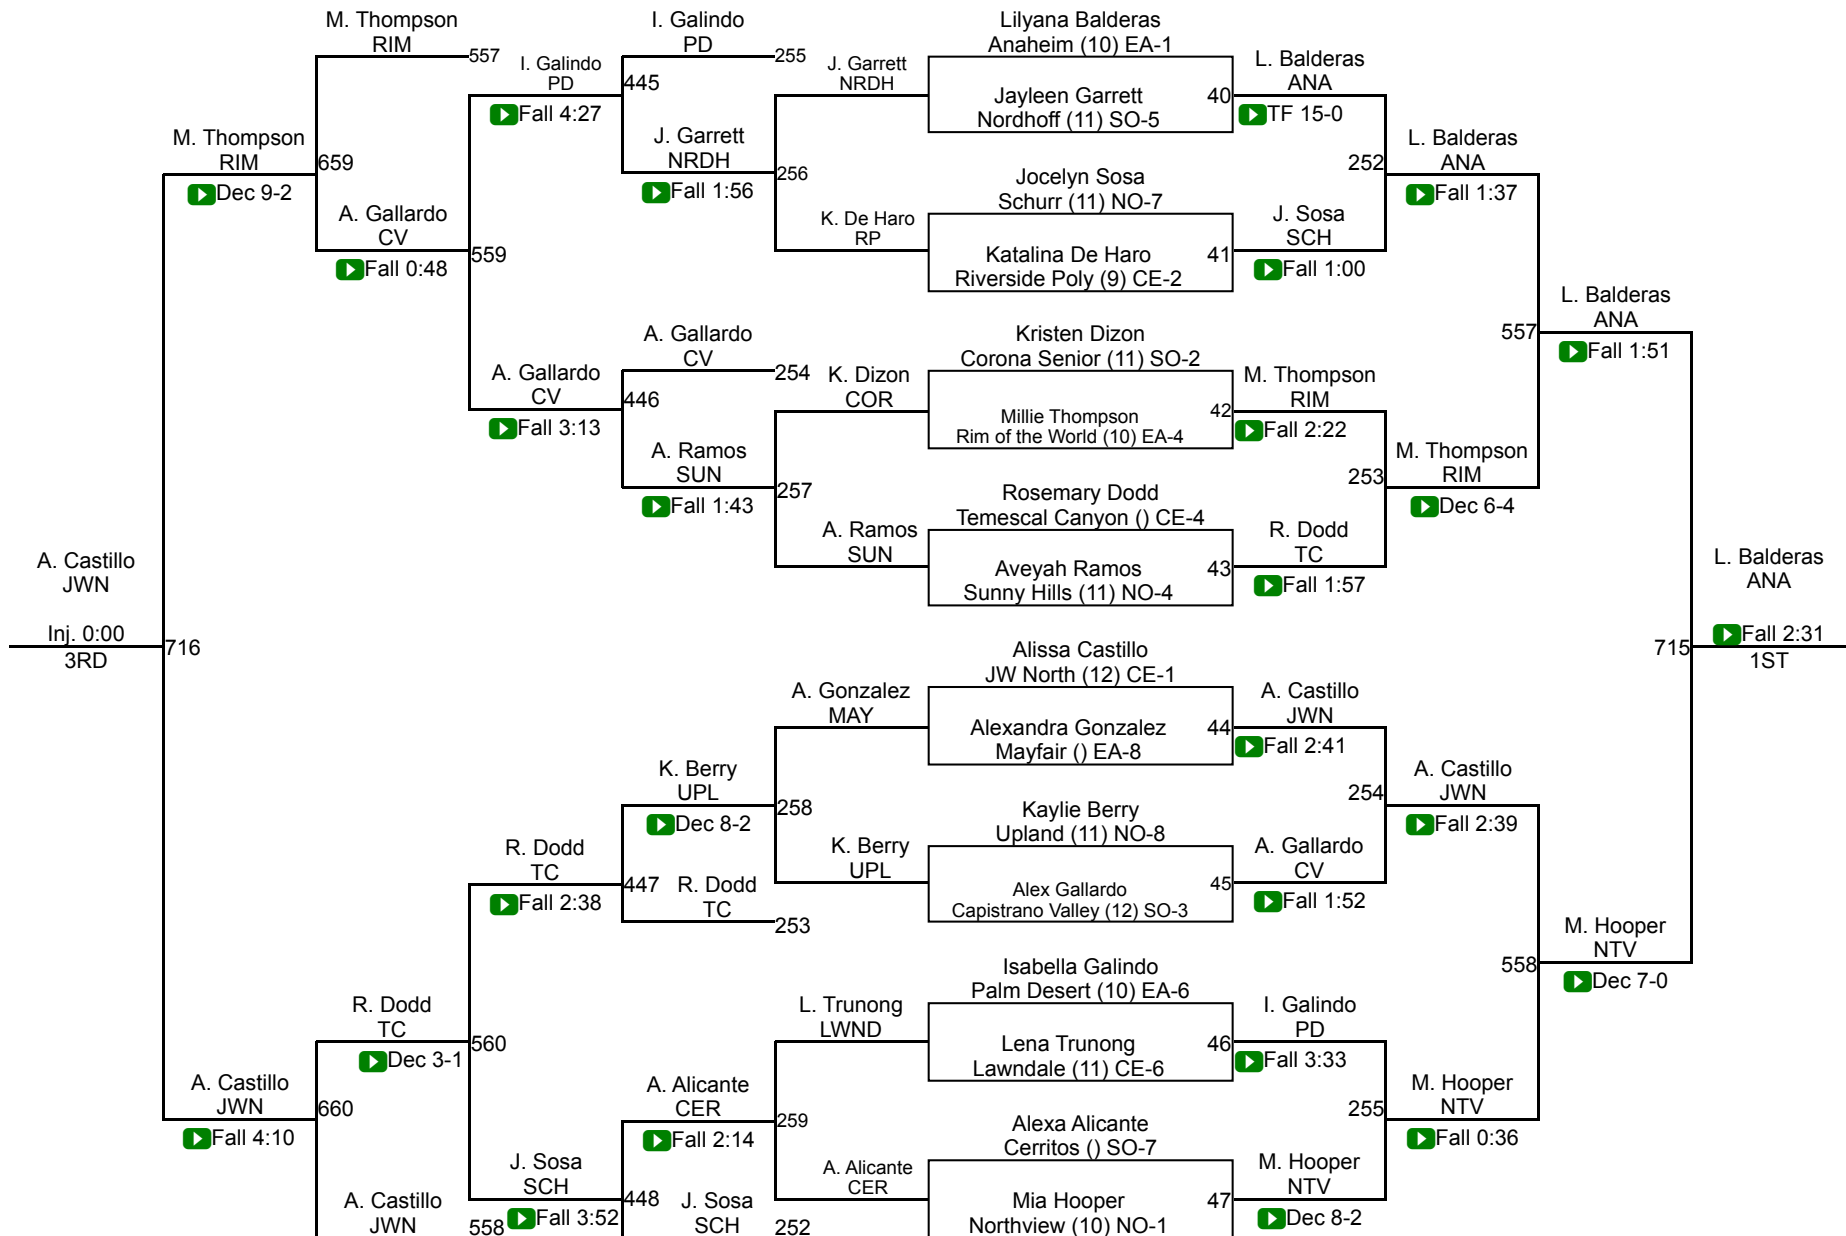 M. Thompson
RIM
557
I. Galindo
PD
255
Lilyana Balderas
Anaheim (10) EA-1
I. Galindo
PD
445
Fall 4:27
J. Garrett
NRDH
Jayleen Garrett
Nordhoff (11) SO-5
40
L. Balderas
ANA
TF 15-0
M. Thompson
RIM
659
Dec 9-2
J. Garrett
NRDH
256
Fall 1:56
252
L. Balderas
ANA
Fall 1:37
A. Gallardo
CV
559
Fall 0:48
K. De Haro
RP
Jocelyn Sosa
Schurr (11) NO-7
Katalina De Haro
Riverside Poly (9) CE-2
41
J. Sosa
SCH
Fall 1:00
557
L. Balderas
ANA
Fall 1:51
A. Gallardo
CV
446
Fall 3:13
A. Gallardo
CV
254
K. Dizon
COR
Kristen Dizon
Corona Senior (11) SO-2
Millie Thompson
Rim of the World (10) EA-4
42
M. Thompson
RIM
Fall 2:22
A. Ramos
SUN
257
Fall 1:43
253
M. Thompson
RIM
Dec 6-4
A. Ramos
SUN
Rosemary Dodd
Temescal Canyon () CE-4
Aveyah Ramos
Sunny Hills (11) NO-4
43
R. Dodd
TC
Fall 1:57
A. Castillo
JWN
Inj. 0:00
3RD
716
715
L. Balderas
ANA
Fall 2:31
1ST
A. Gonzalez
MAY
Alissa Castillo
JW North (12) CE-1
Alexandra Gonzalez
Mayfair () EA-8
44
A. Castillo
JWN
Fall 2:41
K. Berry
UPL
258
Dec 8-2
254
A. Castillo
JWN
Fall 2:39
R. Dodd
TC
447
Fall 2:38
R. Dodd
TC
253
K. Berry
UPL
Kaylie Berry
Upland (11) NO-8
Alex Gallardo
Capistrano Valley (12) SO-3
45
A. Gallardo
CV
Fall 1:52
558
M. Hooper
NTV
Dec 7-0
R. Dodd
TC
560
Dec 3-1
L. Trunong
LWND
Isabella Galindo
Palm Desert (10) EA-6
Lena Trunong
Lawndale (11) CE-6
46
I. Galindo
PD
Fall 3:33
A. Castillo
JWN
660
Fall 4:10
A. Alicante
CER
259
Fall 2:14
255
M. Hooper
NTV
Fall 0:36
A. Castillo
JWN
558
J. Sosa
SCH
448
Fall 3:52
J. Sosa
SCH
252
A. Alicante
CER
Alexa Alicante
Cerritos () SO-7
Mia Hooper
Northview (10) NO-1
47
M. Hooper
NTV
Dec 8-2